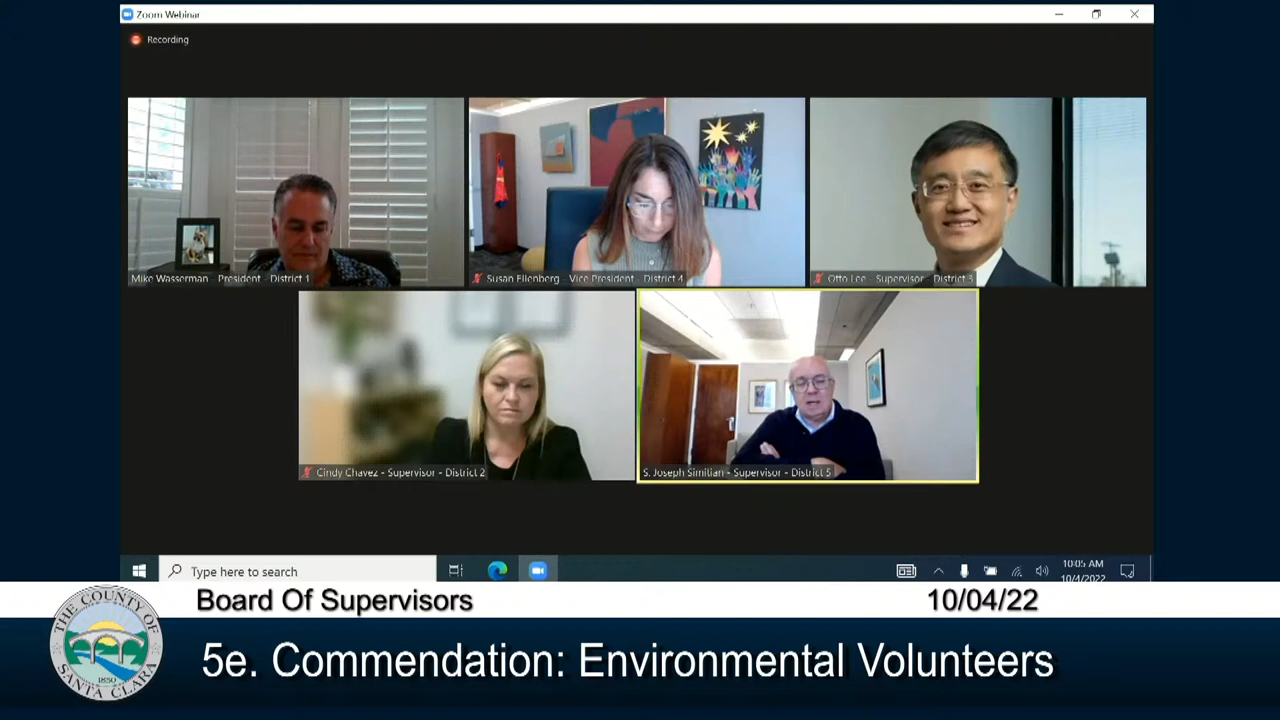 Zoom Webinar
Recording
Mike Wasserman - President - District 1
Susan Ellenberg - Vice President - District 4
Otto Lee - Supervisor - District 3
Cindy Chavez - Supervisor - District 2
S. Joseph Simitian - Supervisor - District 5
Type here to search
10:05 AM
10/4/2022
Board Of Supervisors
10/04/22
THE COUNTY OF
SANTA CLARA
1850
5e. Commendation: Environmental Volunteers